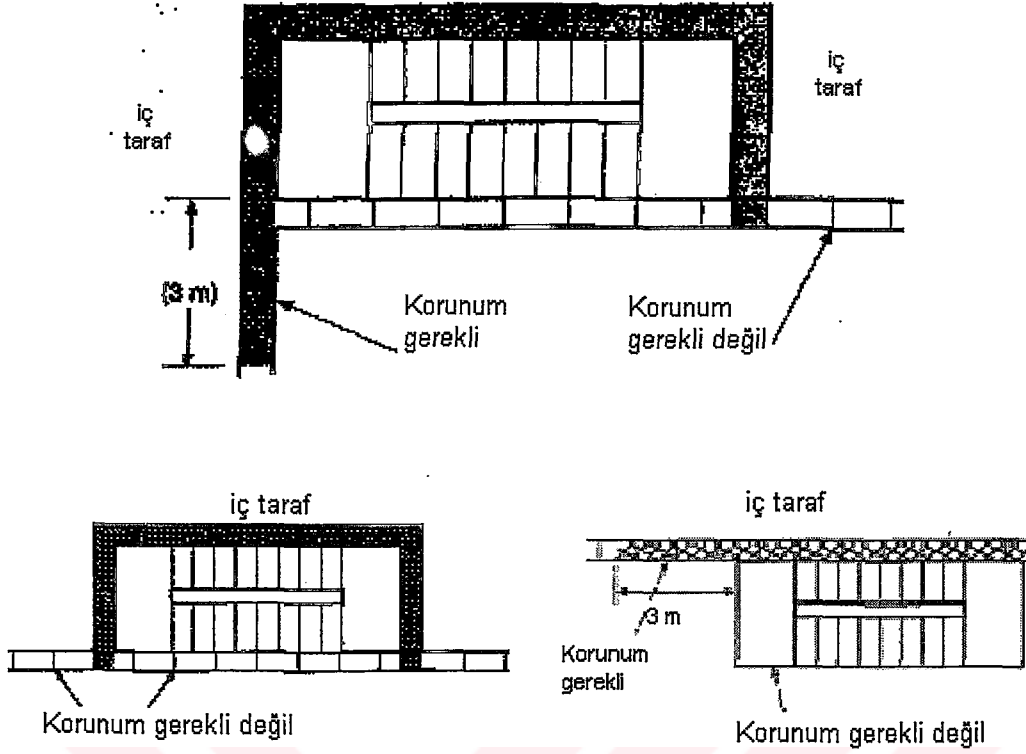 iç
taraf
iç
taraf
(3 m)
Korunum
gerekli
Korunum
gerekli değil
iç taraf
Korunum gerekli değil
iç taraf
3 m
Korunum
gerekli
Korunum gerekli değil